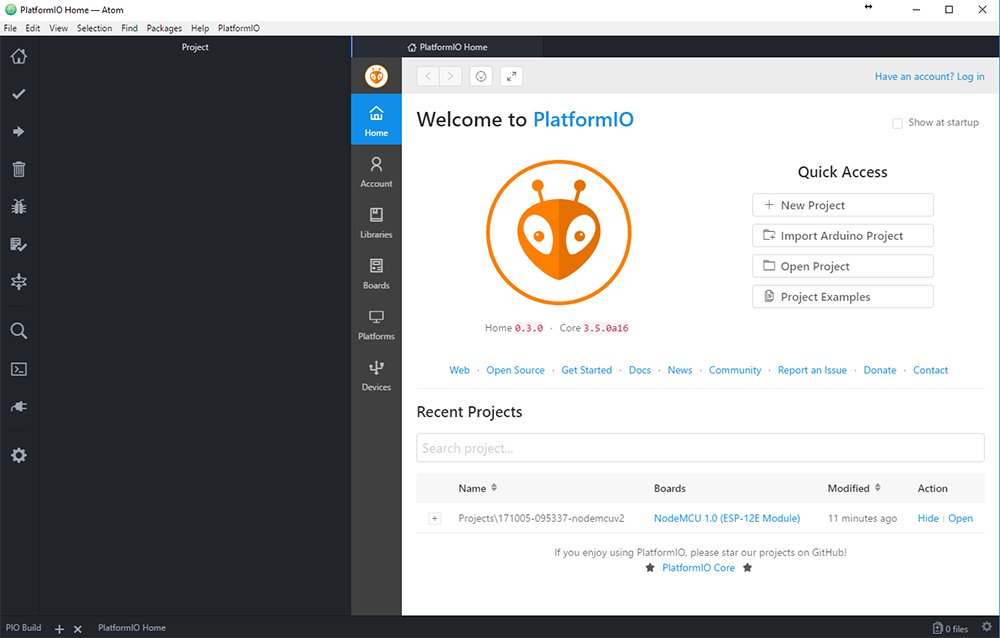 PlatformIO Home — Atom
File Edit View Selection Find Packages Help PlatformIO
Project
PlatformIO Home
Have an account? Log in
Home
Account
Libraries
Boards
Platforms
Devices
Welcome to PlatformIO
Show at startup
Quick Access
New Project
Import Arduino Project
Open Project
Project Examples
Home 0.3.0 · Core 3.5.0a16
Web · Open Source · Get Started · Docs · News · Community · Report an Issue · Donate · Contact
Recent Projects
Search project...
Name Boards Modified Action
Projects\171005-095337-nodemcuv2 NodeMCU 1.0 (ESP-12E Module) 11 minutes ago Hide Open
If you enjoy using PlatformIO, please star our projects on GitHub!
★ PlatformIO Core ★
PIO Build PlatformIO Home 0 files